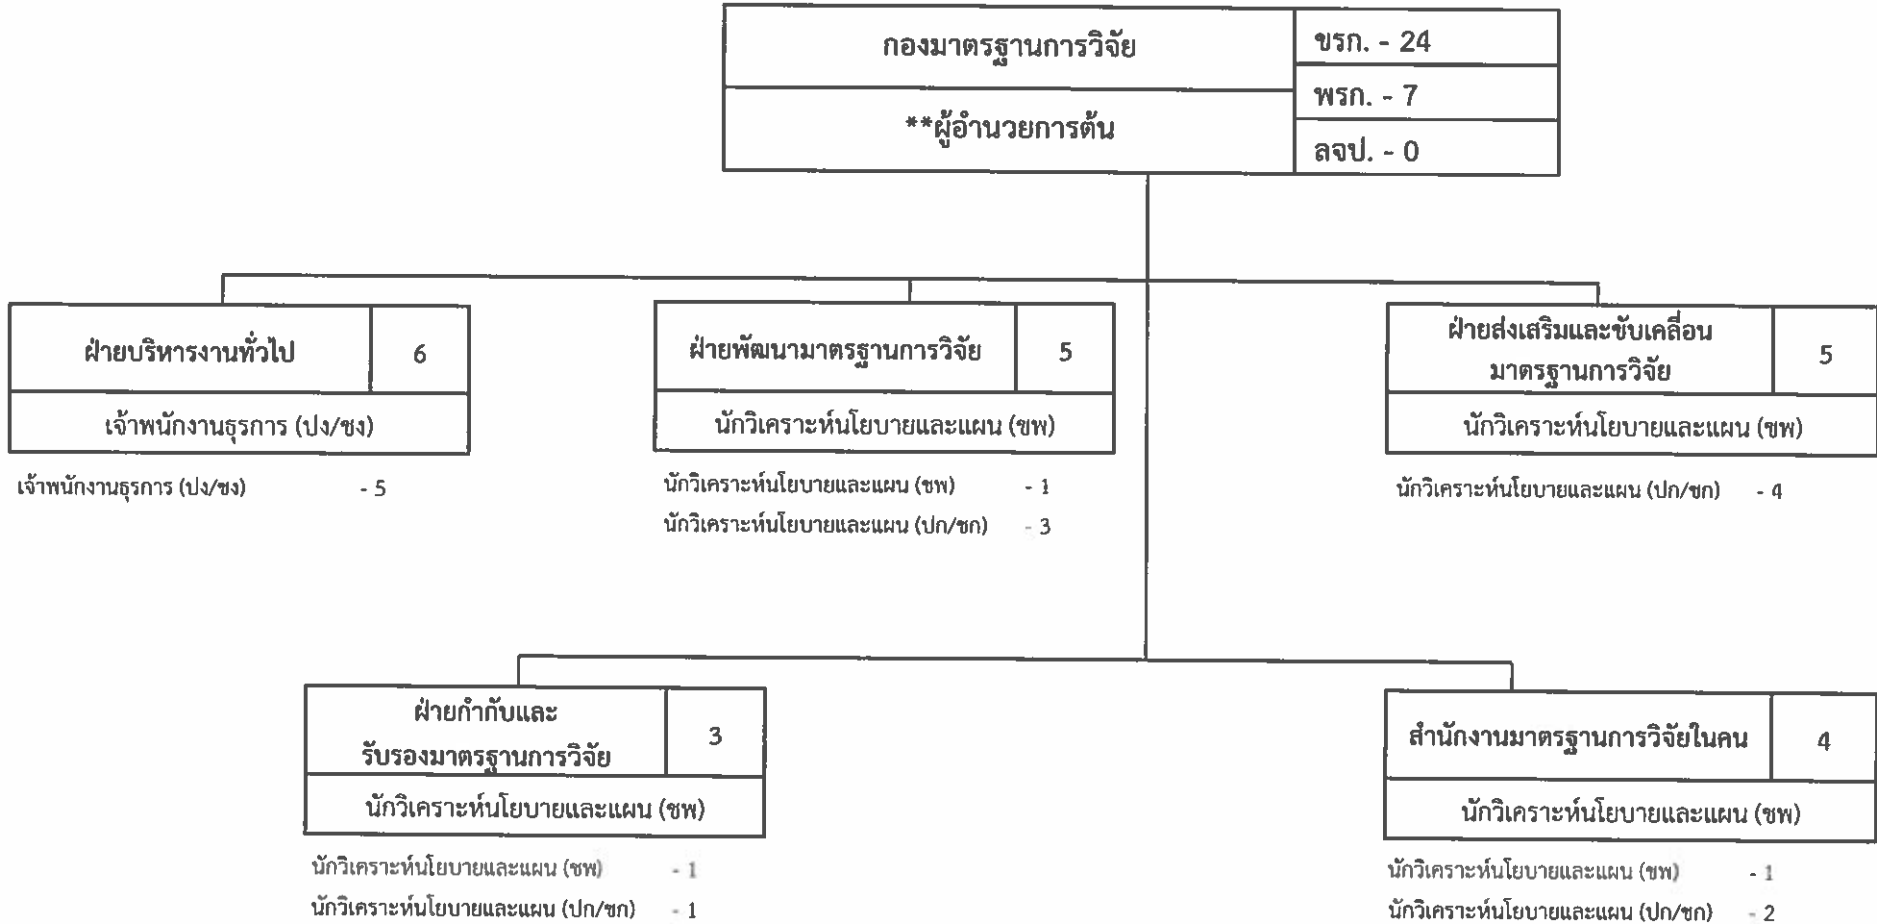 กองมาตรฐานการวิจัย
**ผู้อำนวยการต้น
ขรก. - 24
พรก. - 7
ลจป. - 0
ฝ่ายบริหารงานทั่วไป 6
เจ้าพนักงานธุรการ (ปง/ชง)
เจ้าพนักงานธุรการ (ปง/ชง) - 5
ฝ่ายพัฒนามาตรฐานการวิจัย 5
นักวิเคราะห์นโยบายและแผน (ชพ)
นักวิเคราะห์นโยบายและแผน (ชพ) - 1
นักวิเคราะห์นโยบายและแผน (ปก/ชก) - 3
ฝ่ายส่งเสริมและขับเคลื่อน
มาตรฐานการวิจัย 5
นักวิเคราะห์นโยบายและแผน (ชพ)
นักวิเคราะห์นโยบายและแผน (ปก/ชก) - 4
ฝ่ายกำกับและ
รับรองมาตรฐานการวิจัย 3
นักวิเคราะห์นโยบายและแผน (ชพ)
นักวิเคราะห์นโยบายและแผน (ชพ) - 1
นักวิเคราะห์นโยบายและแผน (ปก/ชก) - 1
สำนักงานมาตรฐานการวิจัยในคน 4
นักวิเคราะห์นโยบายและแผน (ชพ)
นักวิเคราะห์นโยบายและแผน (ชพ) - 1
นักวิเคราะห์นโยบายและแผน (ปก/ชก) - 2